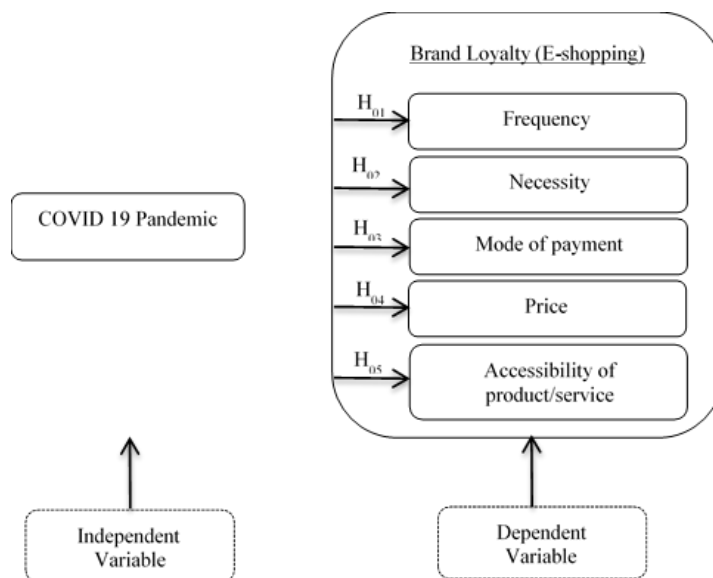 Brand Loyalty (E-shopping)
H01
Frequency
H02
Necessity
COVID 19 Pandemic
H03
Mode of payment
H04
Price
H05
Accessibility of
product/service
Independent
Variable
Dependent
Variable